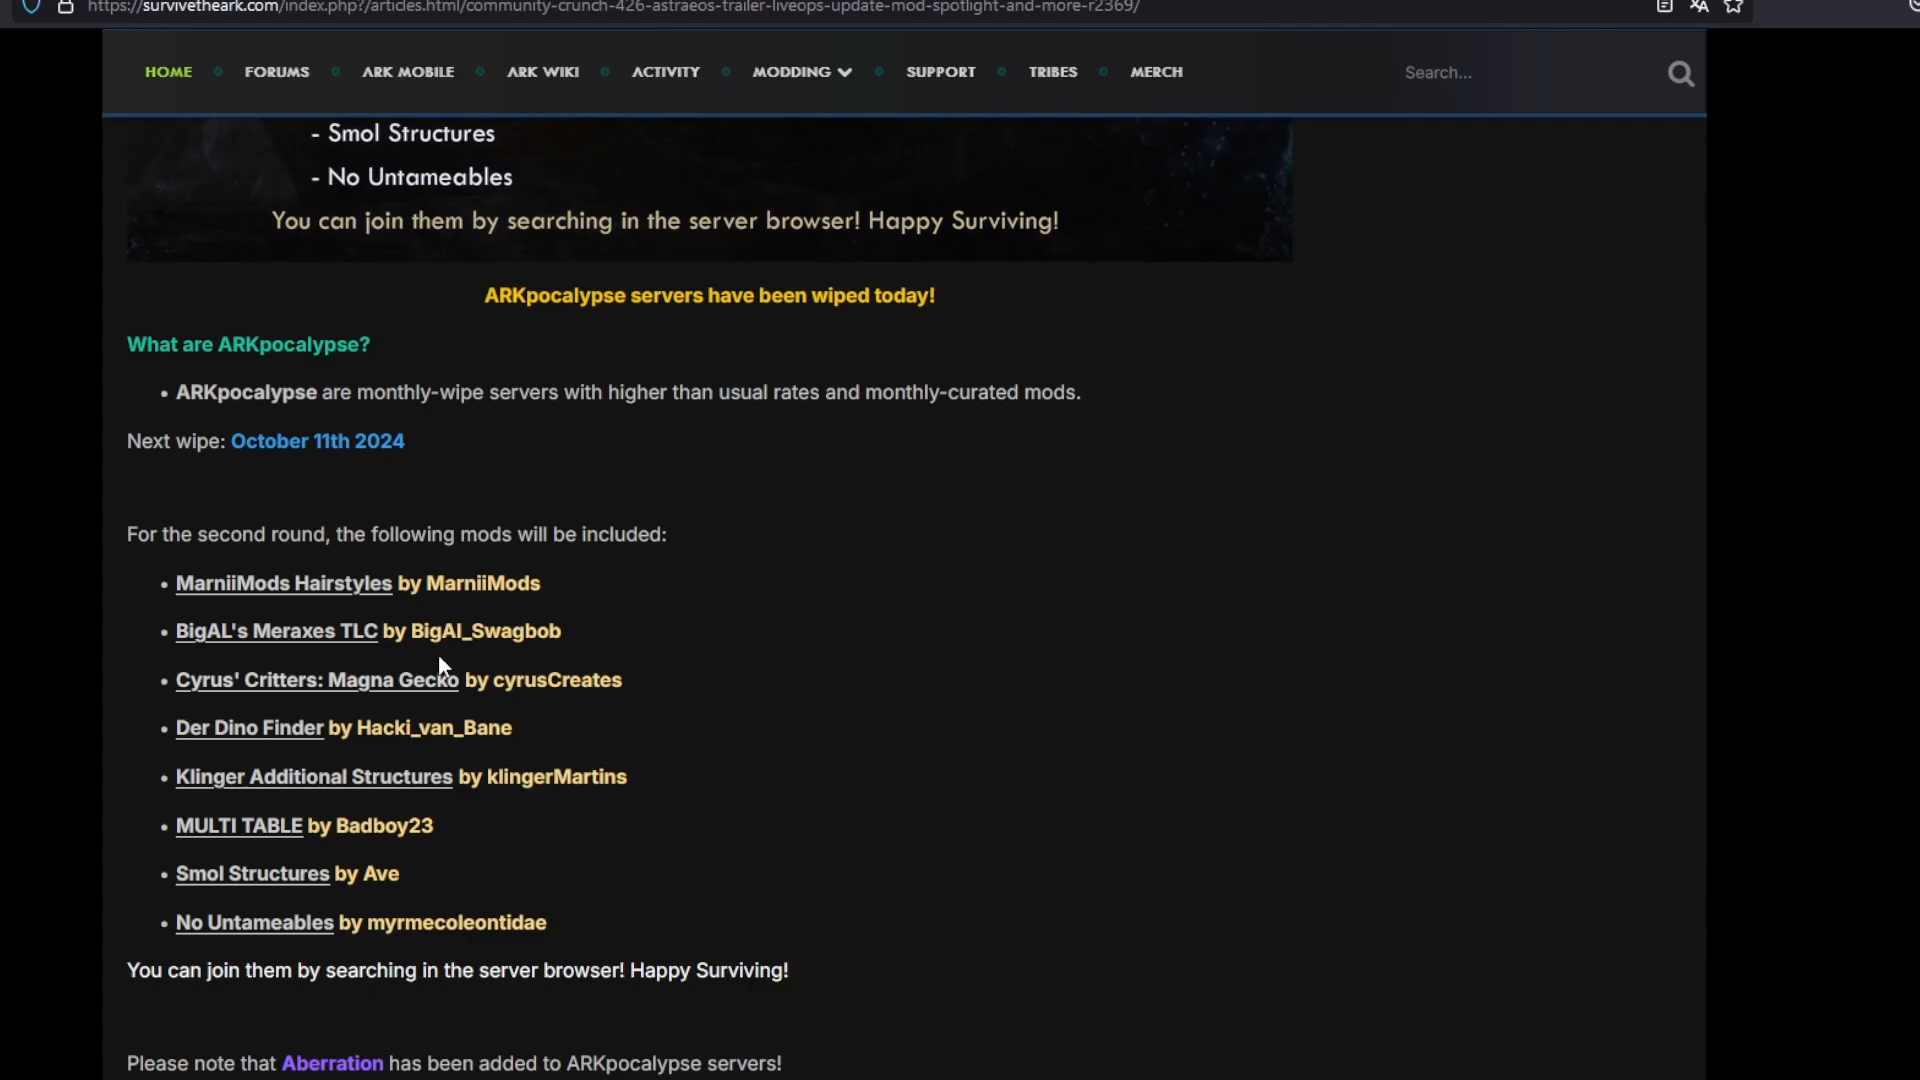 https://survivetheark.com/index.php?/articles.html/community-crunch-426-astraeos-trailer-liveops-update-mod-spotlight-and-more-r2369/
HOME FORUMS ARK MOBILE ARK WIKI ACTIVITY MODDING SUPPORT TRIBES MERCH Search...
- Smol Structures
- No Untameables
You can join them by searching in the server browser! Happy Surviving!
ARKpocalypse servers have been wiped today!
What are ARKpocalypse?
• ARKpocalypse are monthly-wipe servers with higher than usual rates and monthly-curated mods.
Next wipe: October 11th 2024
For the second round, the following mods will be included:
• MarniiMods Hairstyles by MarniiMods
• BigAL's Meraxes TLC by BigAl_Swagbob
• Cyrus' Critters: Magna Gecko by cyrusCreates
• Der Dino Finder by Hacki_van_Bane
• Klinger Additional Structures by klingerMartins
• MULTI TABLE by Badboy23
• Smol Structures by Ave
• No Untameables by myrmecoleontidae
You can join them by searching in the server browser! Happy Surviving!
Please note that Aberration has been added to ARKpocalypse servers!